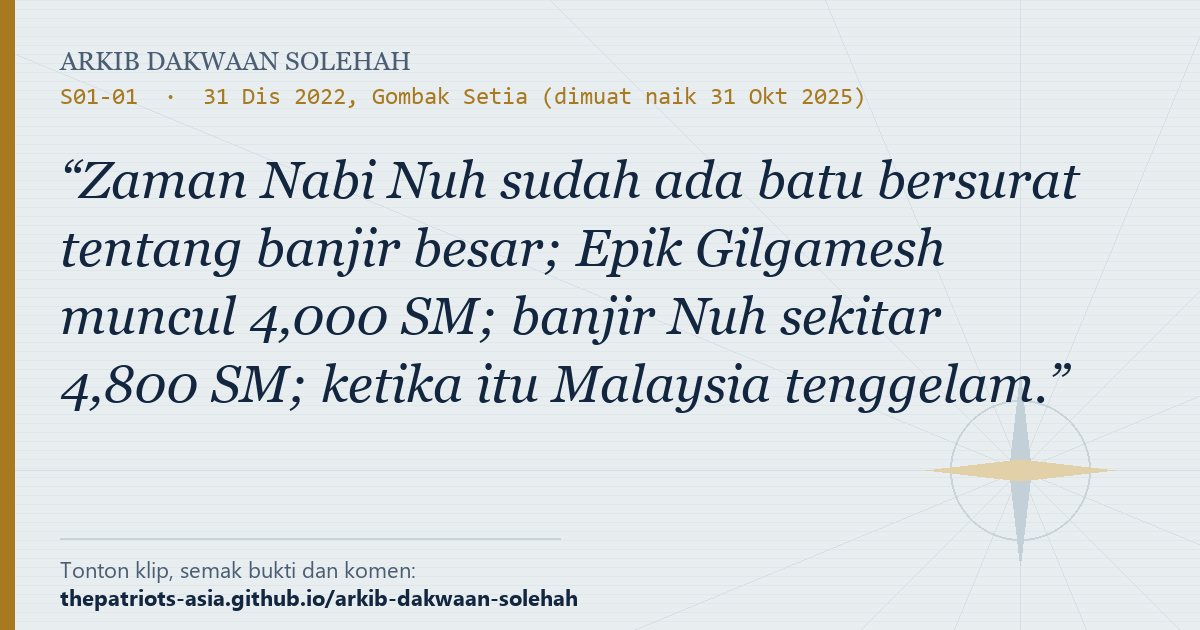 ARKIB DAKWAAN SOLEHAH
S01-01 · 31 Dis 2022, Gombak Setia (dimuat naik 31 Okt 2025)
“Zaman Nabi Nuh sudah ada batu bersurat
tentang banjir besar; Epik Gilgamesh
muncul 4,000 SM; banjir Nuh sekitar
4,800 SM; ketika itu Malaysia tenggelam.”
Tonton klip, semak bukti dan komen:
thepatriots-asia.github.io/arkib-dakwaan-solehah